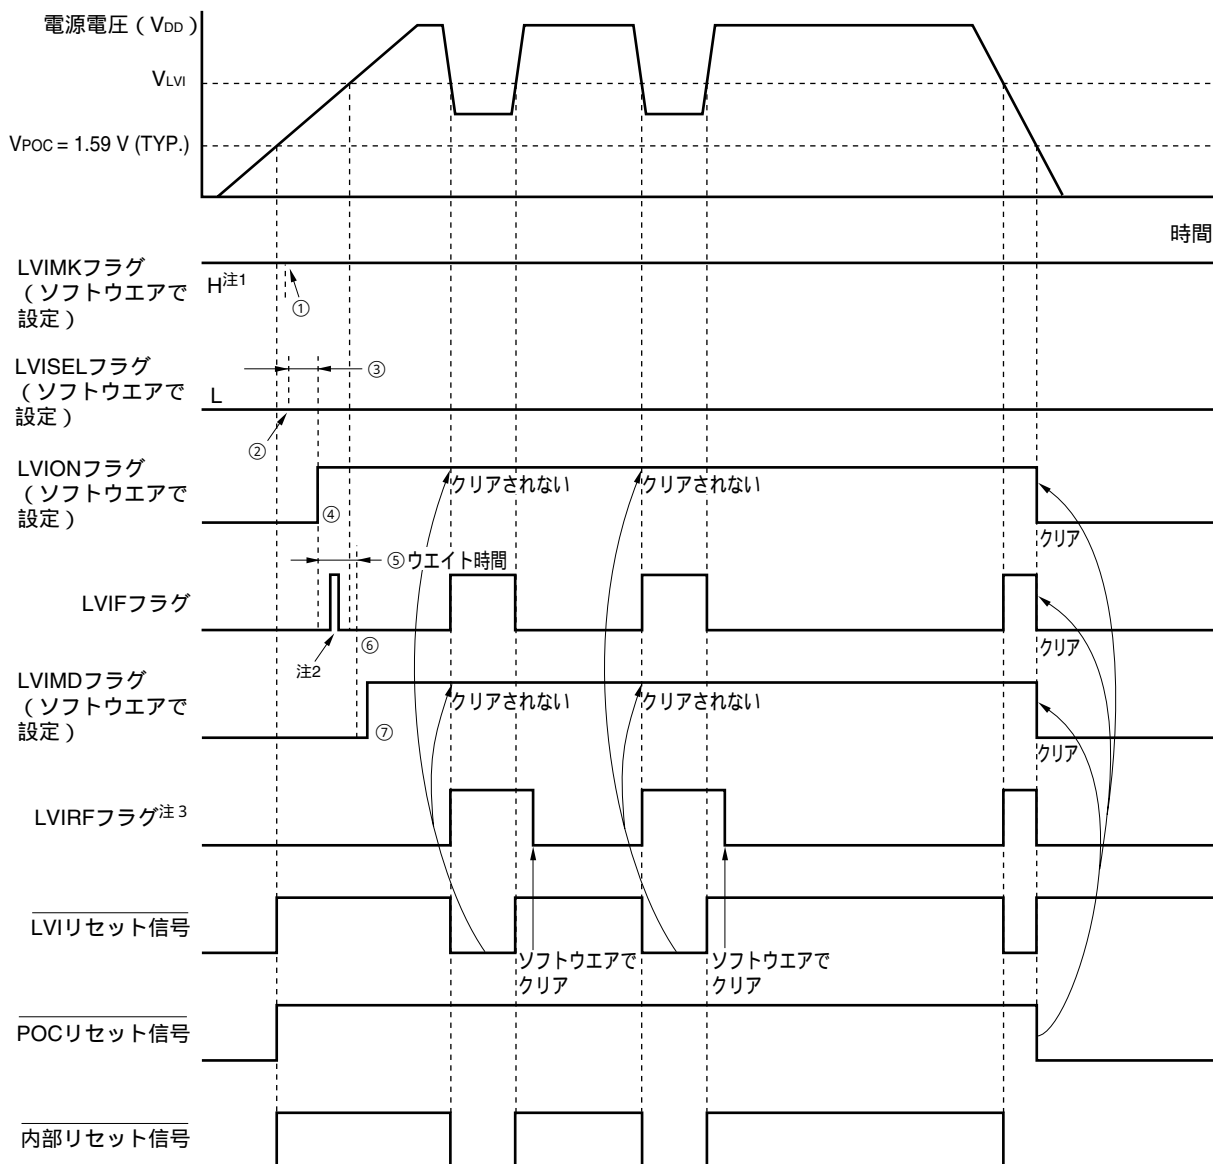 電源電圧（VDD）
VLVI
VPOC = 1.59 V (TYP.)
時間
LVIMKフラグ
（ソフトウエアで
設定）
H注1
①
LVISELフラグ
（ソフトウエアで
設定）
L
③
②
LVIONフラグ
（ソフトウエアで
設定）
④
クリアされない
クリアされない
クリア
⑤ウエイト時間
LVIFフラグ
注2
⑥
クリア
LVIMDフラグ
（ソフトウエアで
設定）
⑦
クリアされない
クリアされない
クリア
LVIRFフラグ注3
LVIリセット信号
ソフトウエアで
クリア
ソフトウエアで
クリア
POCリセット信号
内部リセット信号